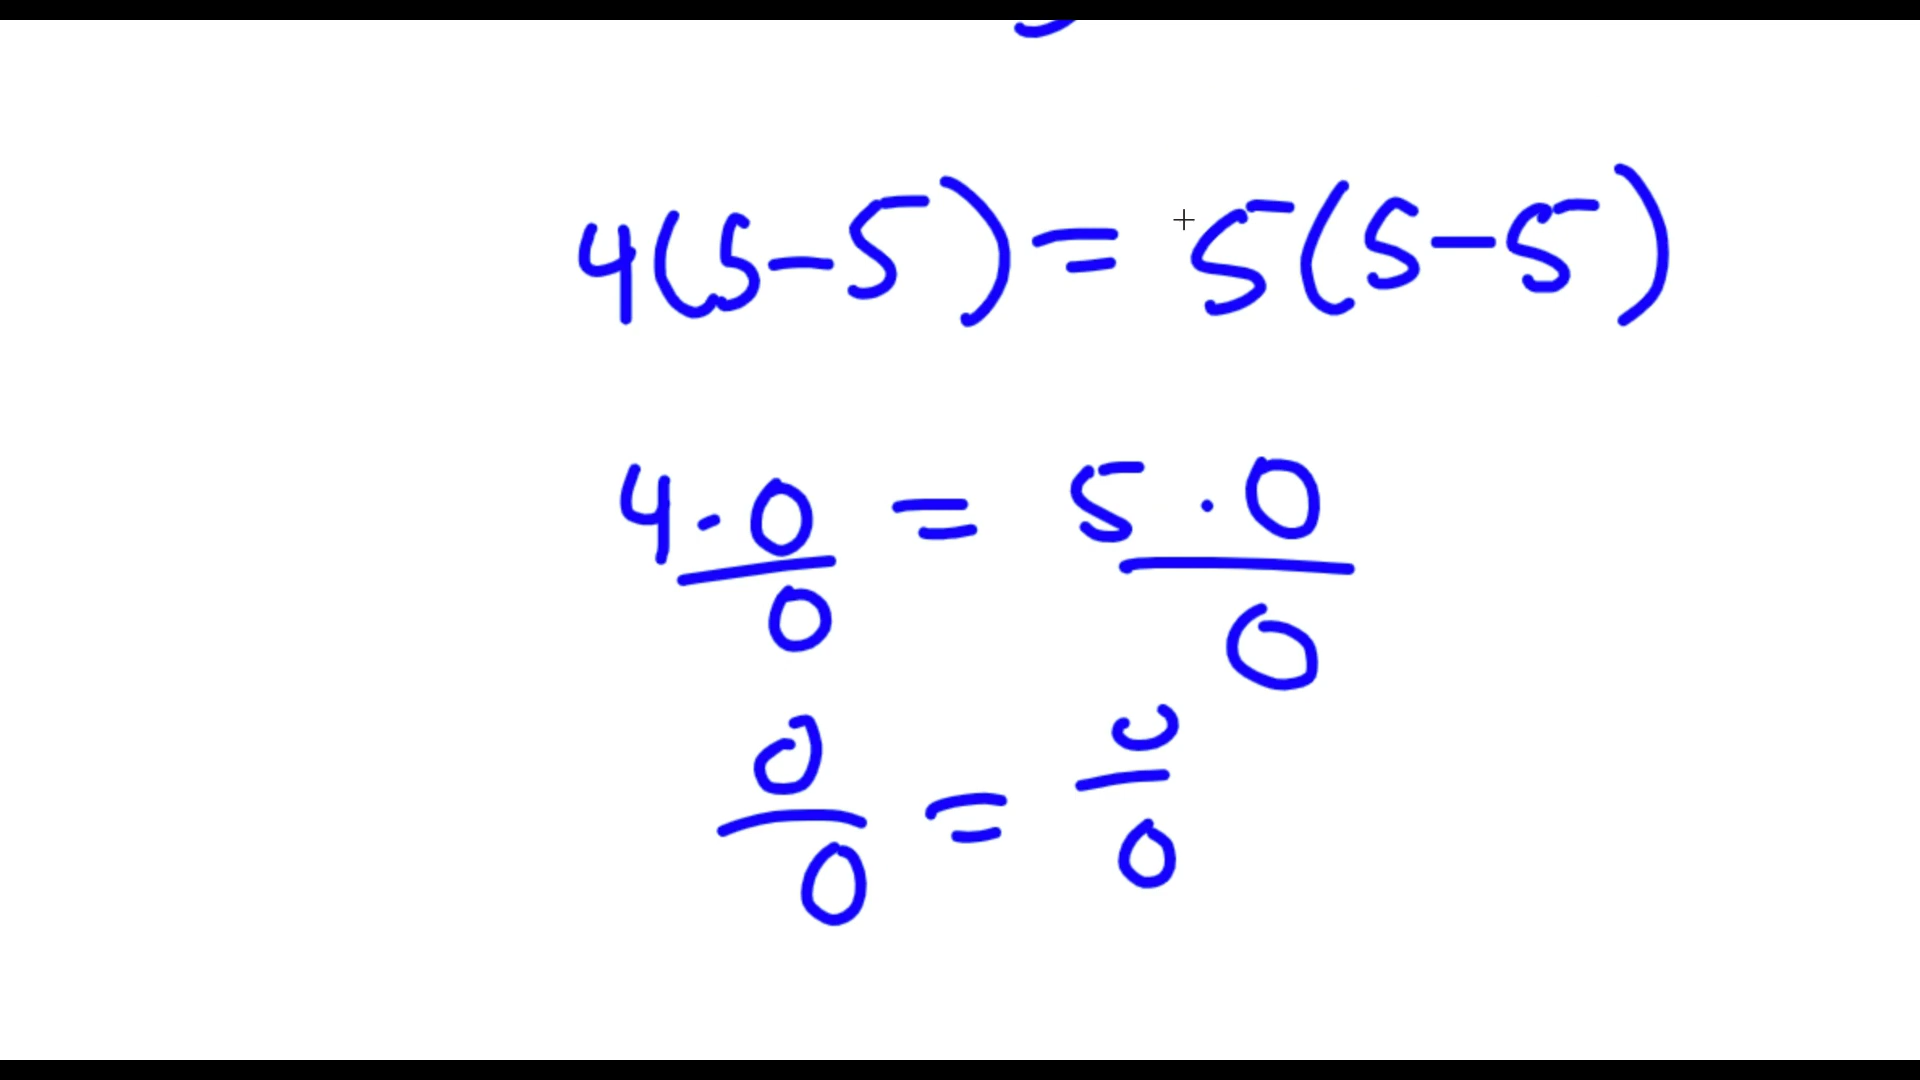 4(5-5) = 5(5-5)
4·0/0 = 5·0/0
0/0 = 0/0